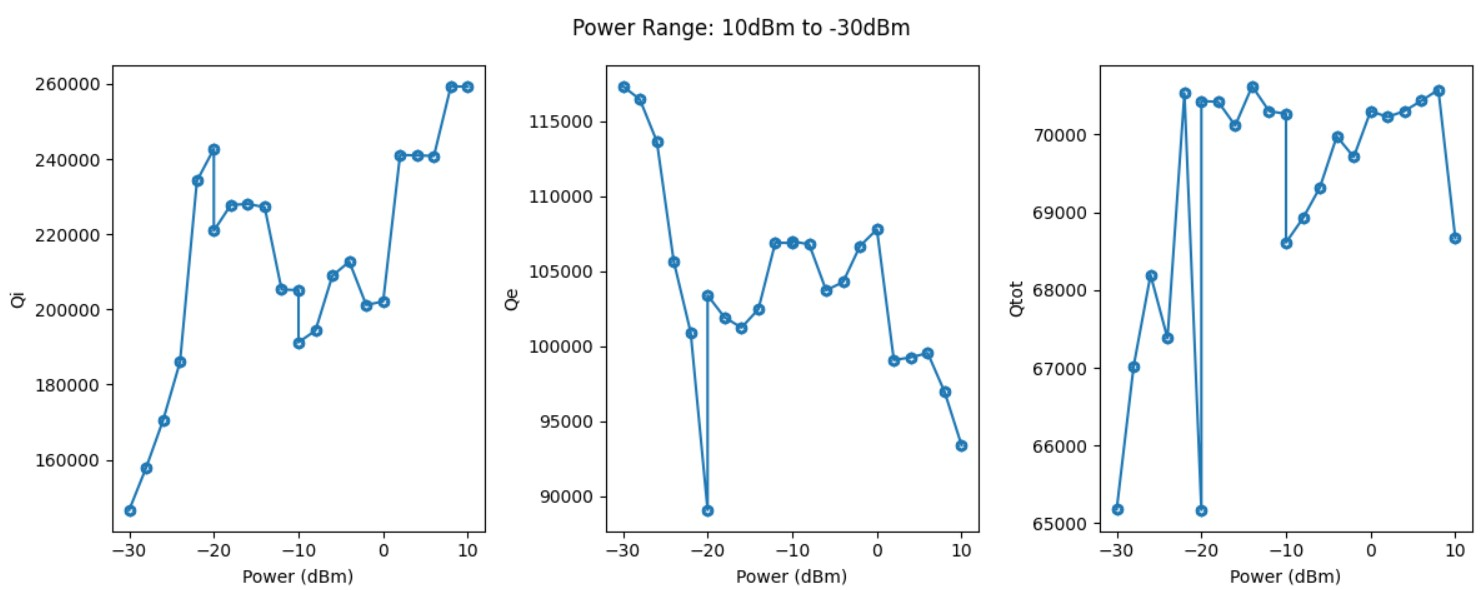 Power Range: 10dBm to -30dBm
260000
240000
220000
200000
180000
160000
Qi
−30 −20 −10 0 10
Power (dBm)
115000
110000
105000
100000
95000
90000
Qe
−30 −20 −10 0 10
Power (dBm)
70000
69000
68000
67000
66000
65000
Qtot
−30 −20 −10 0 10
Power (dBm)